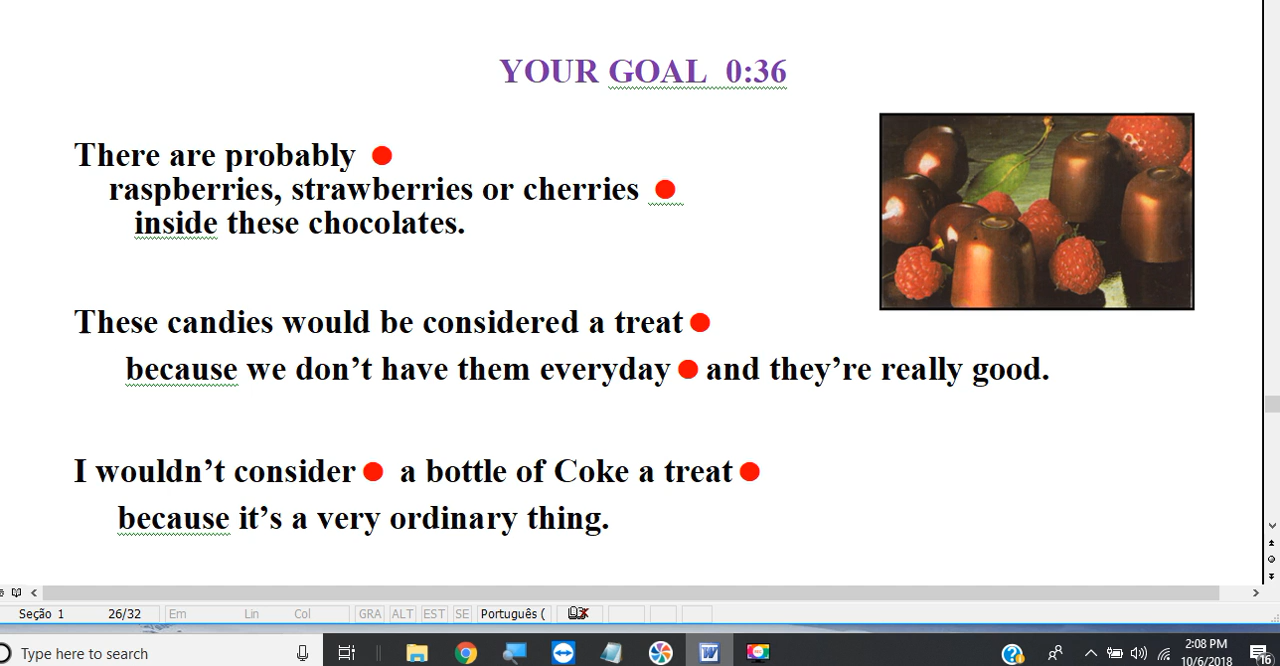 YOUR GOAL 0:36
There are probably
raspberries, strawberries or cherries
inside these chocolates.
These candies would be considered a treat
because we don’t have them everyday and they’re really good.
I wouldn’t consider a bottle of Coke a treat
because it’s a very ordinary thing.
Seção 1 26/32 Em Lin Col GRA ALT EST SE Português (
Type here to search
2:08 PM
10/6/2018
16